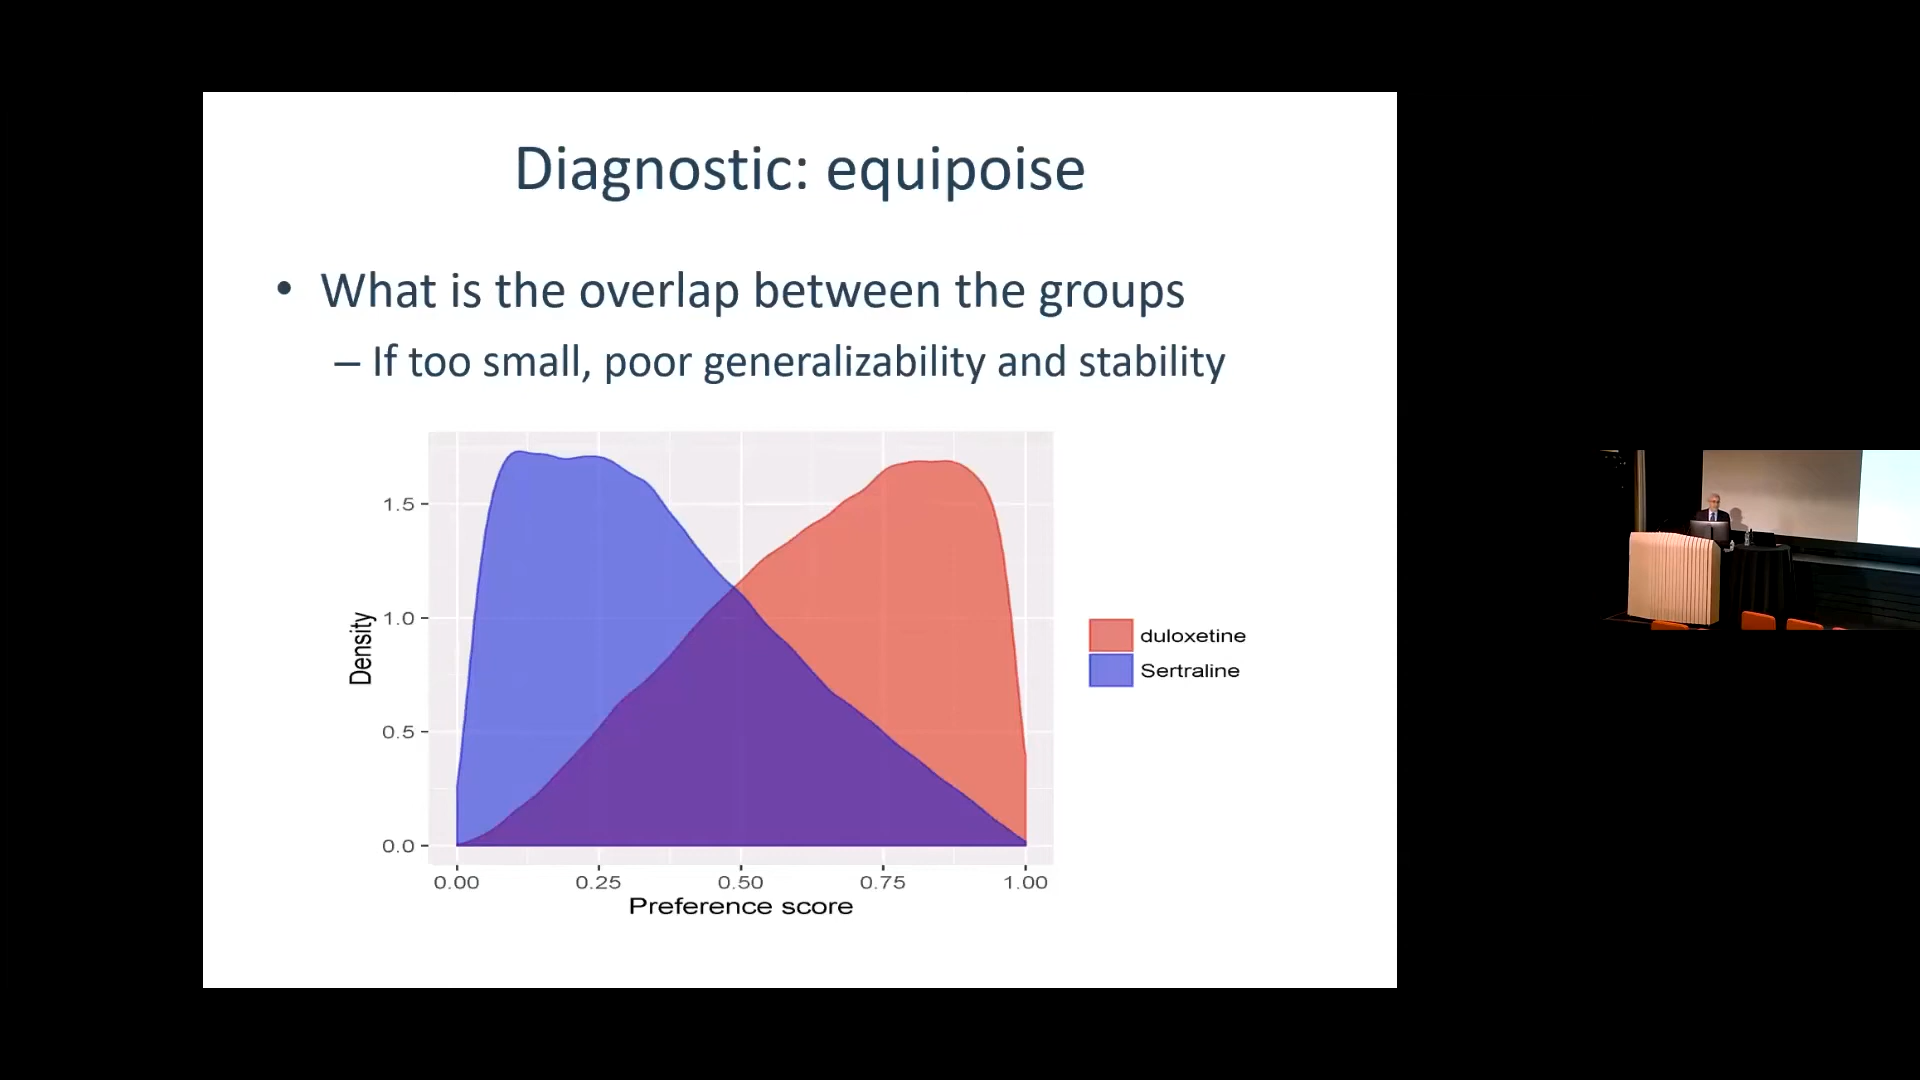 Diagnostic: equipoise
• What is the overlap between the groups
– If too small, poor generalizability and stability
1.5
1.0
0.5
0.0
Density
0.00 0.25 0.50 0.75 1.00
Preference score
duloxetine
Sertraline